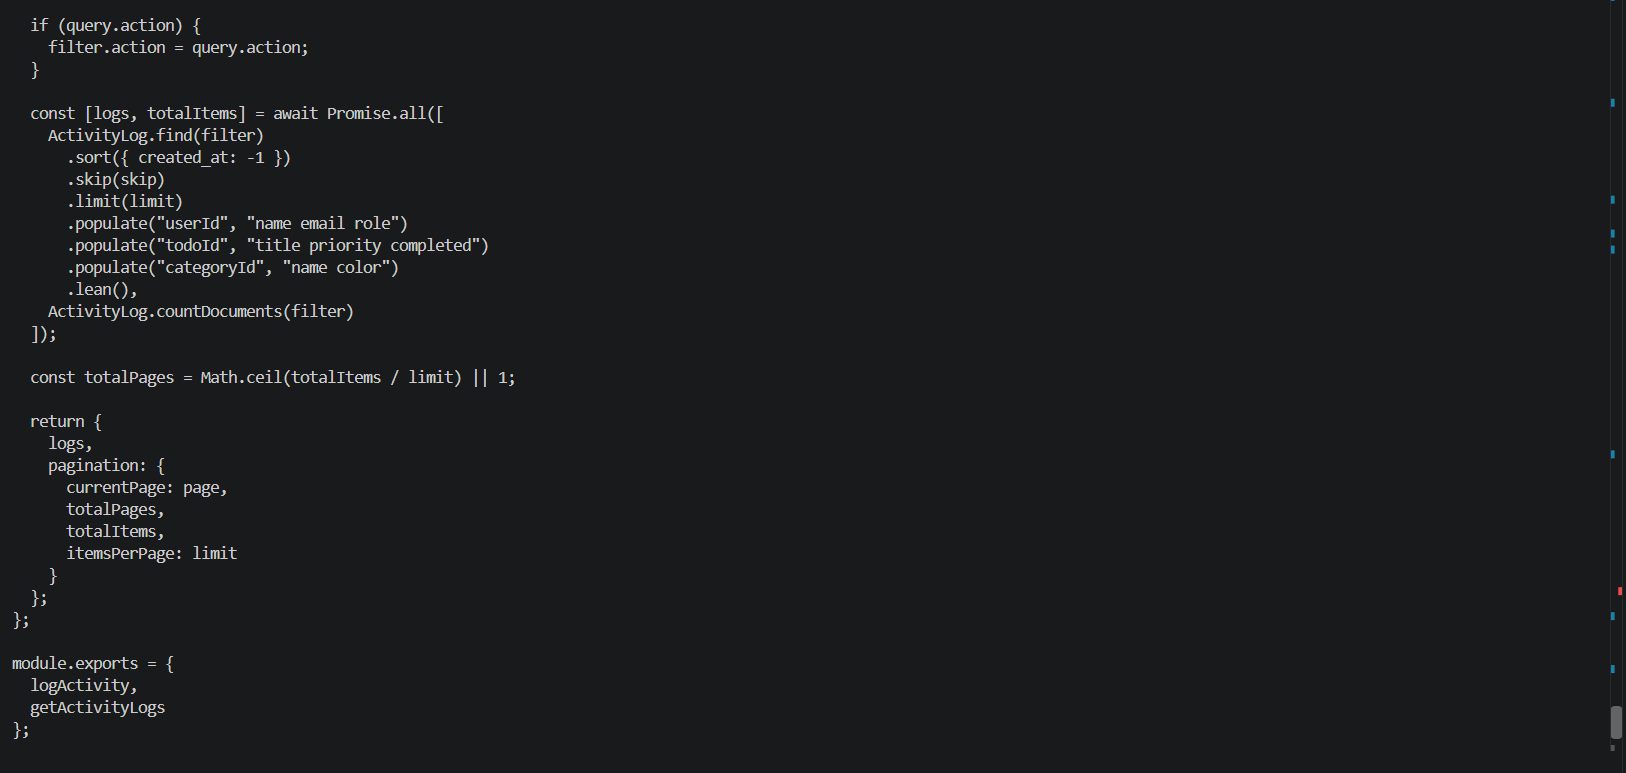 if (query.action) {
filter.action = query.action;
}
const [logs, totalItems] = await Promise.all([
ActivityLog.find(filter)
.sort({ created_at: -1 })
.skip(skip)
.limit(limit)
.populate("userId", "name email role")
.populate("todoId", "title priority completed")
.populate("categoryId", "name color")
.lean(),
ActivityLog.countDocuments(filter)
]);
const totalPages = Math.ceil(totalItems / limit) || 1;
return {
logs,
pagination: {
currentPage: page,
totalPages,
totalItems,
itemsPerPage: limit
}
};
};
module.exports = {
logActivity,
getActivityLogs
};